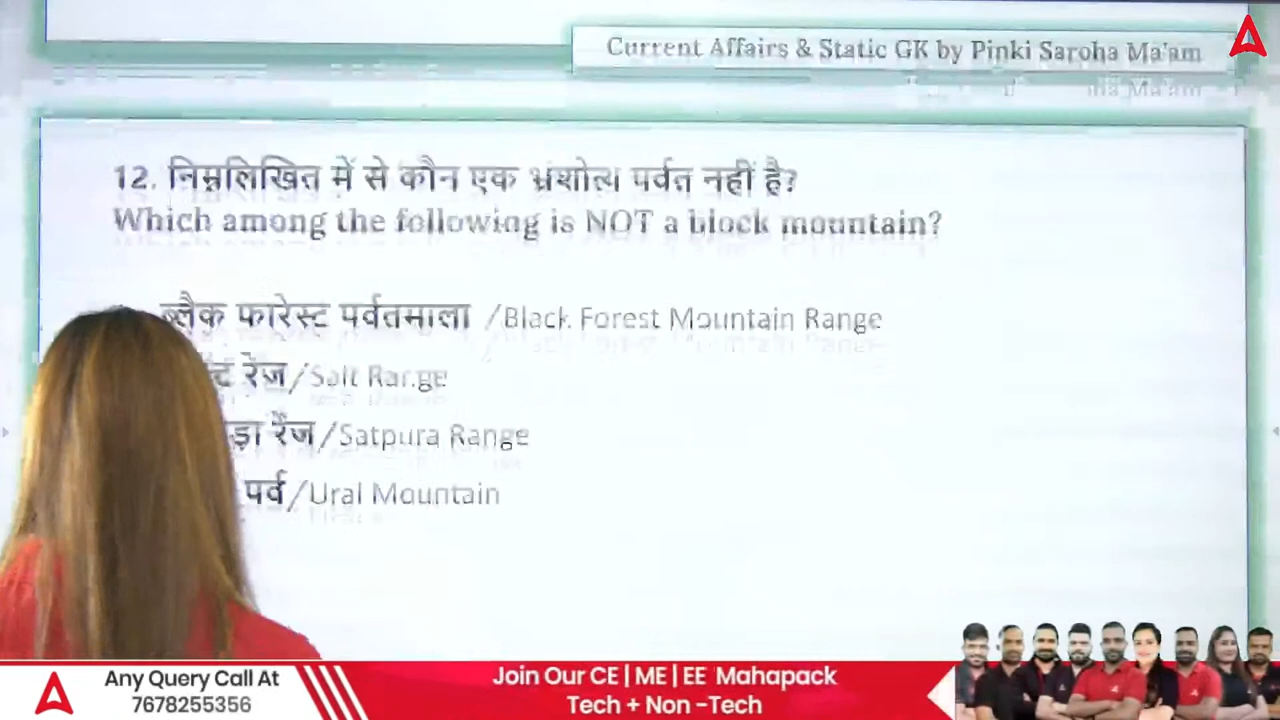 Current Affairs & Static GK by Pinki Saroha Ma'am
12. निम्नलिखित में से कौन एक भ्रंशोत्थ पर्वत नहीं है?
Which among the following is NOT a block mountain?
ब्लैक फारेस्ट पर्वतमाला /Black Forest Mountain Range
रेंज/Salt Range
रेंज/Satpura Range
पर्व/Ural Mountain
Any Query Call At
7678255356
Join Our CE | ME | EE Mahapack
Tech + Non -Tech